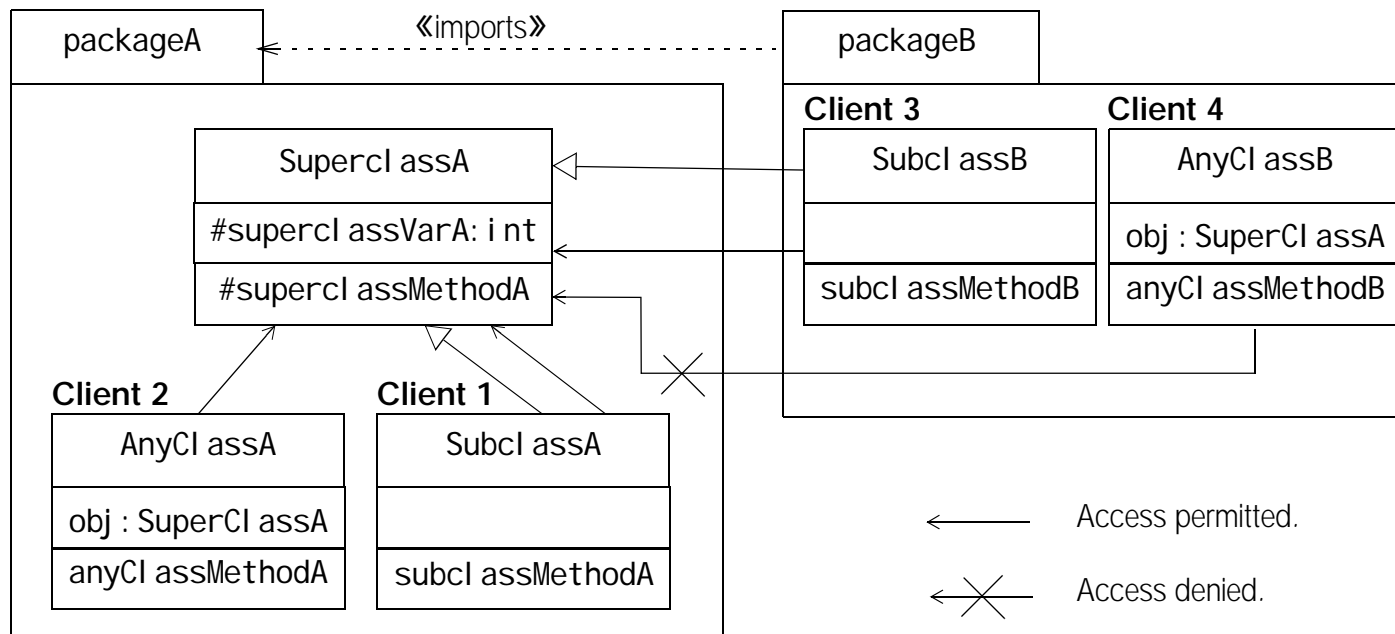 packageA
«imports»
packageB
SuperclassA
#superclassVarA:int
#superclassMethodA
Client 3
SubclassB
subclassMethodB
Client 4
AnyClassB
obj:SuperClassA
anyClassMethodB
Client 2
AnyClassA
obj:SuperClassA
anyClassMethodA
Client 1
SubclassA
subclassMethodA
Access permitted.
Access denied.